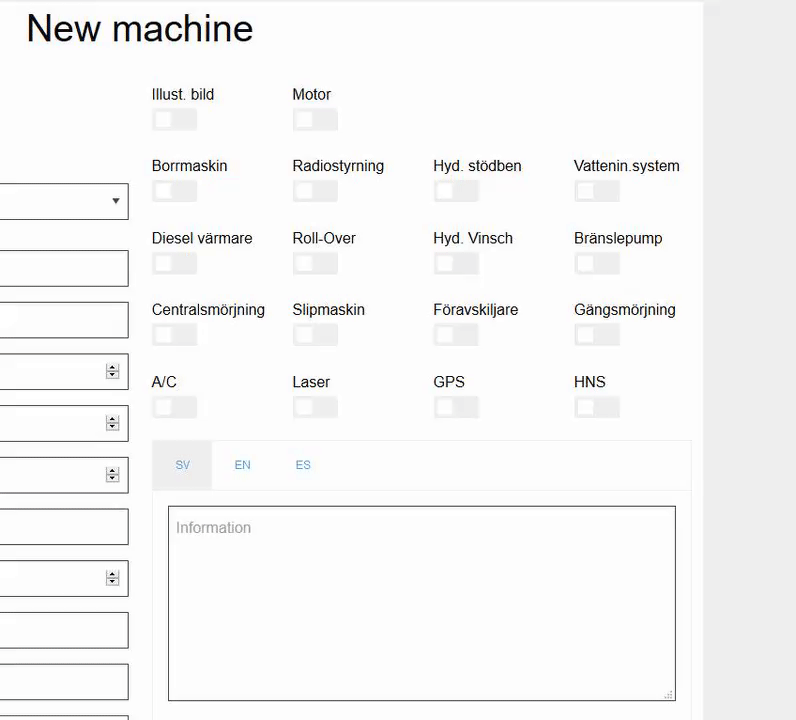 New machine
Illust. bild Motor
Borrmaskin Radiostyrning Hyd. stödben Vattenin.system
Diesel värmare Roll-Over Hyd. Vinsch Bränslepump
Centralsmörjning Slipmaskin Föravskiljare Gängsmörjning
A/C Laser GPS HNS
SV EN ES
Information